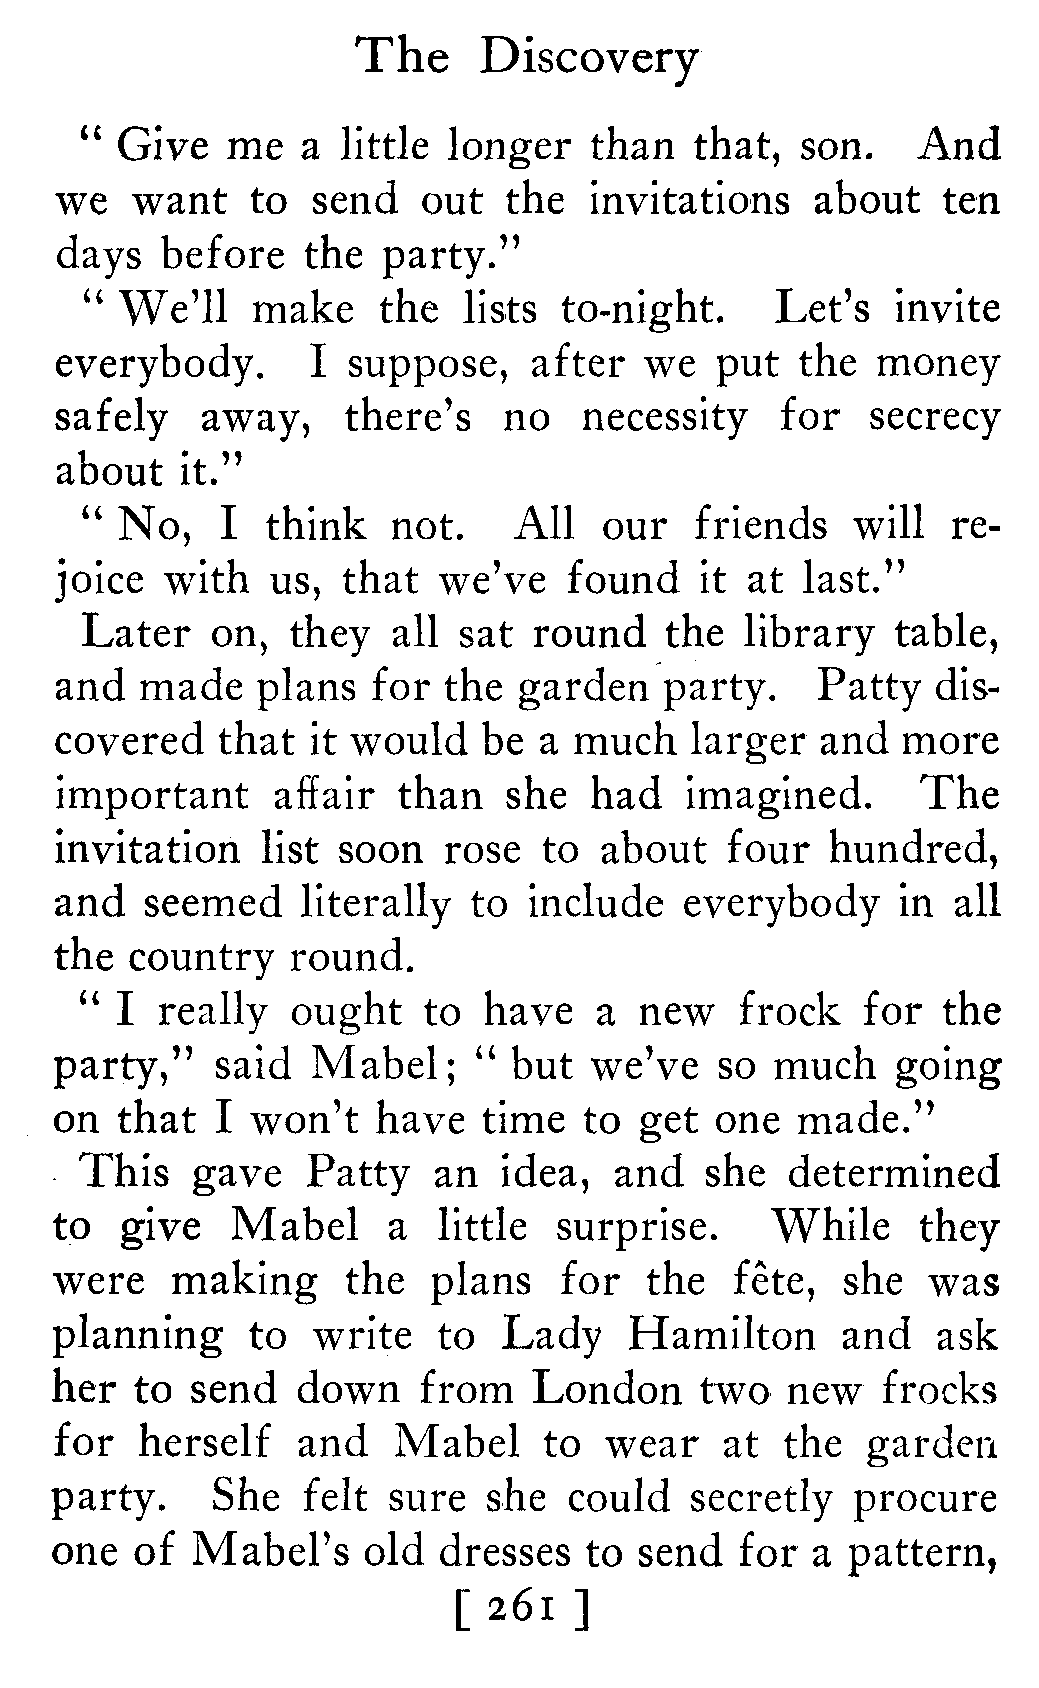 The Discovery
“ Give me a little longer than that, son. And
we want to send out the invitations about ten
days before the party.”
“ We’ll make the lists to-night. Let’s invite
everybody. I suppose, after we put the money
safely away, there’s no necessity for secrecy
about it.”
“ No, I think not. All our friends will re-
joice with us, that we’ve found it at last.”
Later on, they all sat round the library table,
and made plans for the garden party. Patty dis-
covered that it would be a much larger and more
important affair than she had imagined. The
invitation list soon rose to about four hundred,
and seemed literally to include everybody in all
the country round.
“ I really ought to have a new frock for the
party,” said Mabel; “ but we’ve so much going
on that I won’t have time to get one made.”
This gave Patty an idea, and she determined
to give Mabel a little surprise. While they
were making the plans for the fête, she was
planning to write to Lady Hamilton and ask
her to send down from London two new frocks
for herself and Mabel to wear at the garden
party. She felt sure she could secretly procure
one of Mabel’s old dresses to send for a pattern,
[ 261 ]